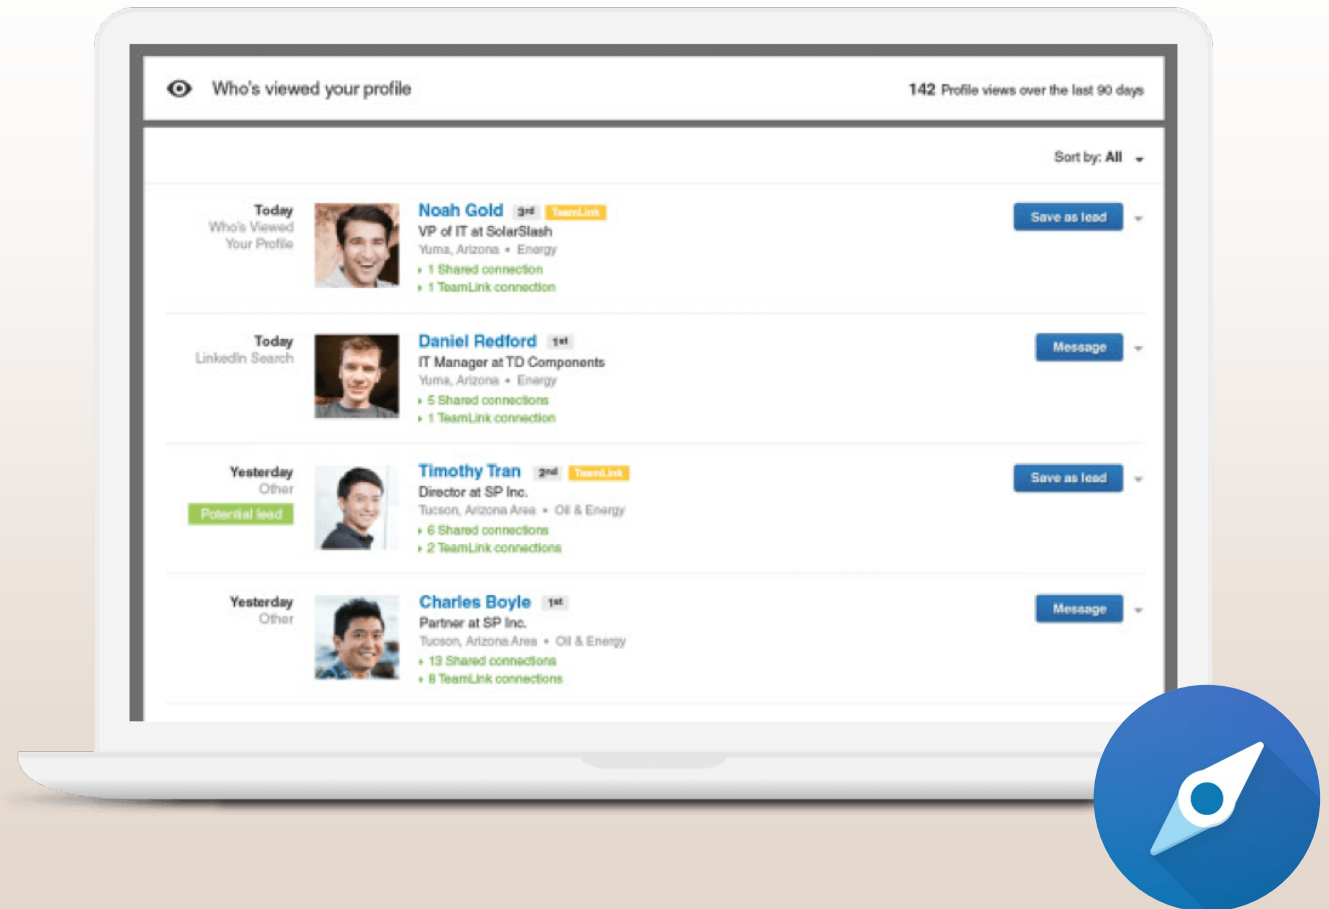 Who's viewed your profile
142 Profile views over the last 90 days
Sort by: All
Today
Who's Viewed
Your Profile
Noah Gold 3rd TeamLink
VP of IT at SolarSlash
Yuma, Arizona • Energy
1 Shared connection
1 TeamLink connection
Save as lead
Today
LinkedIn Search
Daniel Redford 1st
IT Manager at TD Components
Yuma, Arizona • Energy
5 Shared connections
1 TeamLink connection
Message
Yesterday
Other
Potential lead
Timothy Tran 2nd TeamLink
Director at SP Inc.
Tucson, Arizona Area • Oil & Energy
6 Shared connections
2 TeamLink connections
Save as lead
Yesterday
Other
Charles Boyle 1st
Partner at SP Inc.
Tucson, Arizona Area • Oil & Energy
13 Shared connections
8 TeamLink connections
Message